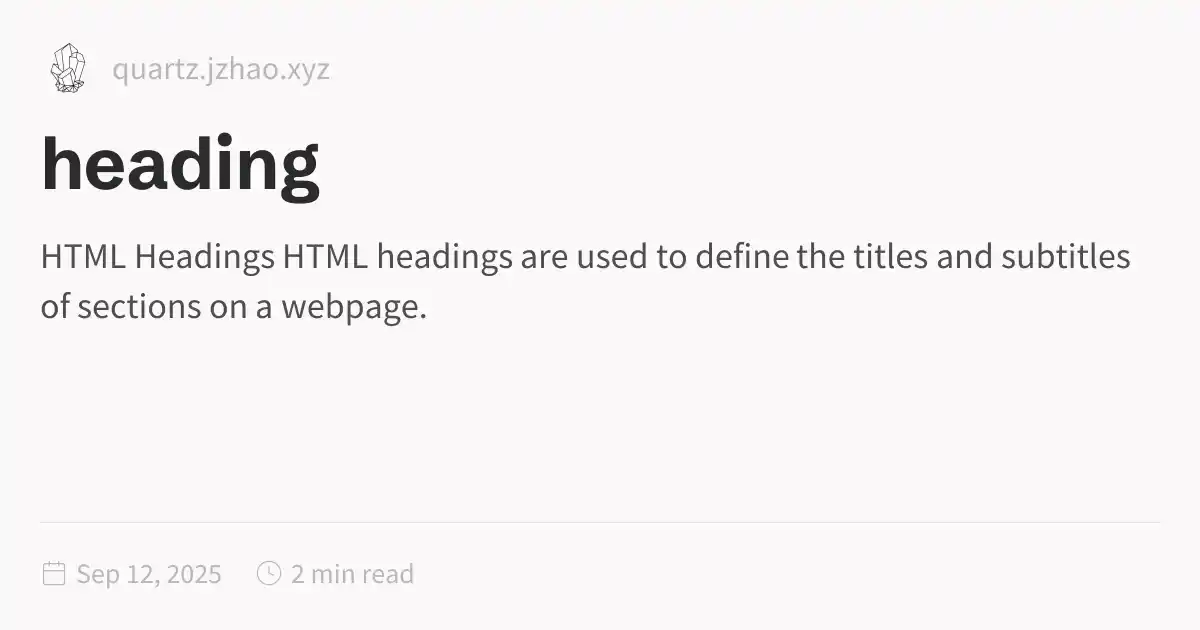 quartz.jzhao.xyz
heading
HTML Headings HTML headings are used to define the titles and subtitles
of sections on a webpage.
Sep 12, 2025 2 min read